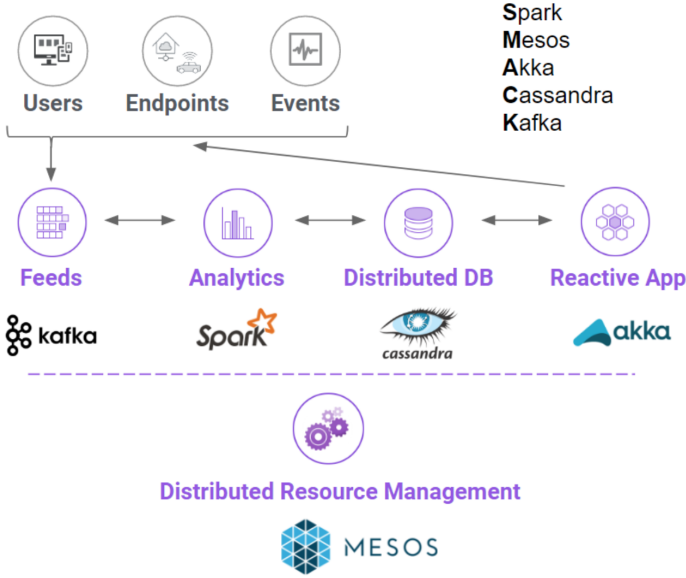 Spark
Mesos
Akka
Cassandra
Kafka
Users Endpoints Events
Feeds Analytics Distributed DB Reactive App
kafka Spark cassandra akka
Distributed Resource Management
MESOS